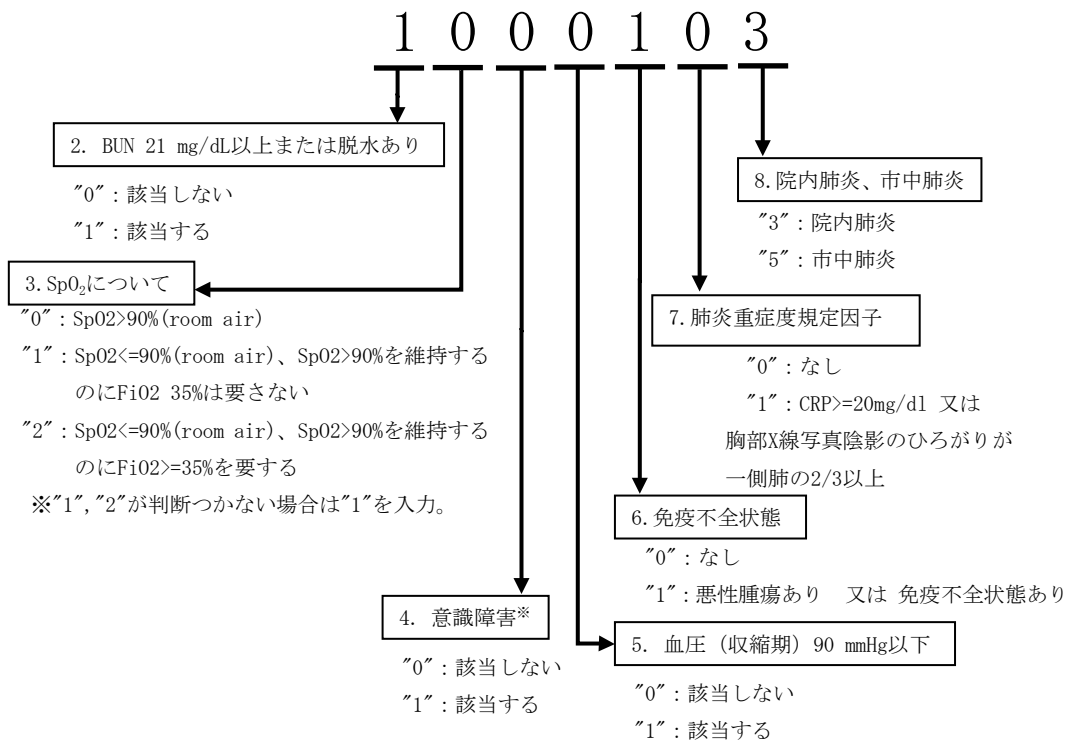 1 0 0 0 1 0 3
2. BUN 21 mg/dL以上または脱水あり
"0"：該当しない
"1"：該当する
3.SpO₂について
"0"：SpO2>90%(room air)
"1"：SpO2<=90%(room air)、SpO2>90%を維持する
のにFiO2 35%は要さない
"2"：SpO2<=90%(room air)、SpO2>90%を維持する
のにFiO2>=35%を要する
※"1","2"が判断つかない場合は"1"を入力。
4. 意識障害※
"0"：該当しない
"1"：該当する
5. 血圧（収縮期）90 mmHg以下
"0"：該当しない
"1"：該当する
6.免疫不全状態
"0"：なし
"1"：悪性腫瘍あり　又は 免疫不全状態あり
7.肺炎重症度規定因子
"0"：なし
"1"：CRP>=20mg/dl 又は
胸部X線写真陰影のひろがりが
一側肺の2/3以上
8.院内肺炎、市中肺炎
"3"：院内肺炎
"5"：市中肺炎